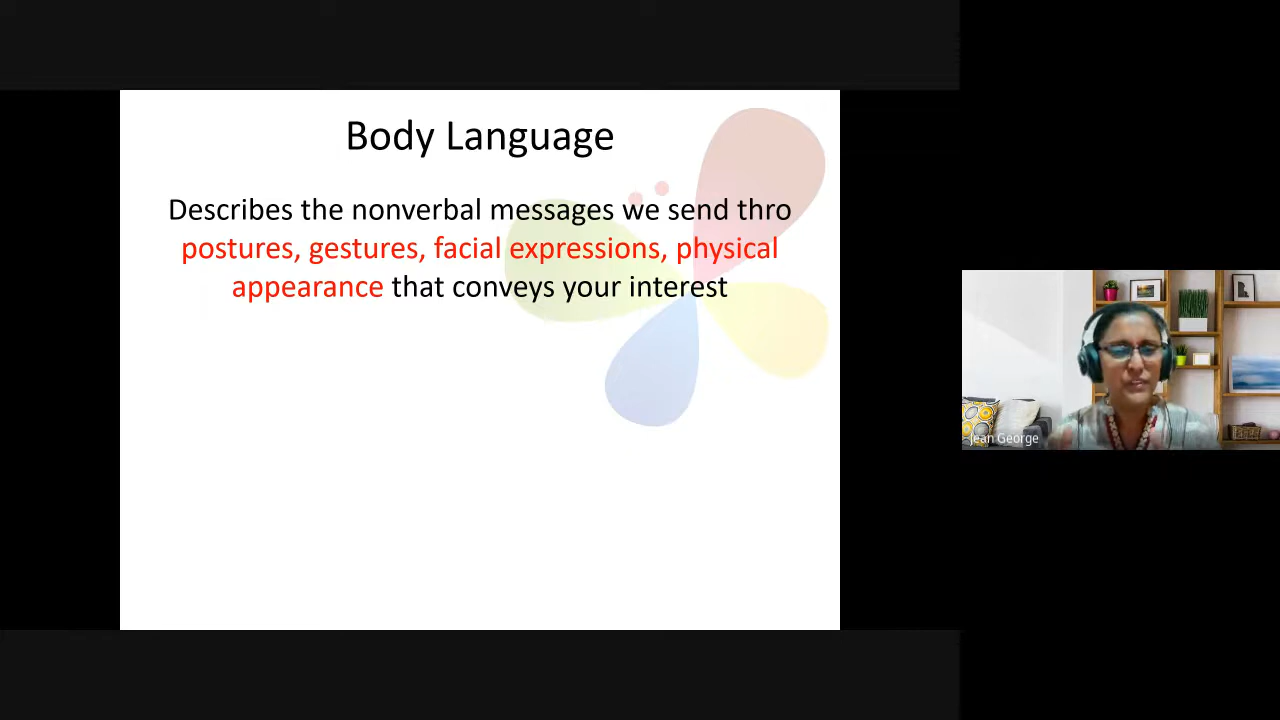 Body Language
Describes the nonverbal messages we send thro
postures, gestures, facial expressions, physical
appearance that conveys your interest
Jean George